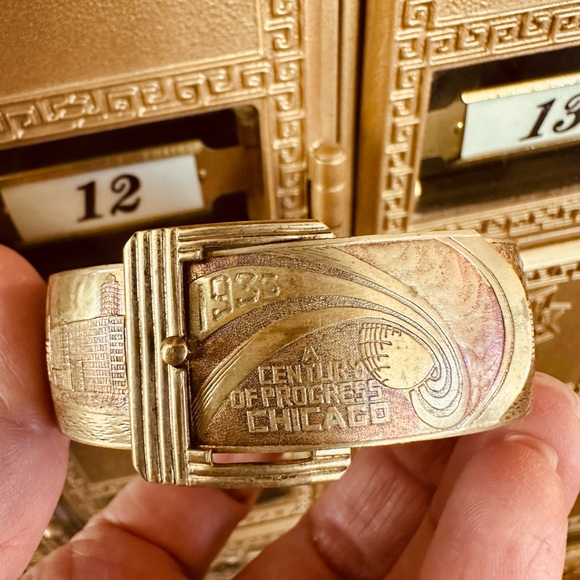 12
13
1933
A
CENTURY
OF PROGRESS
CHICAGO